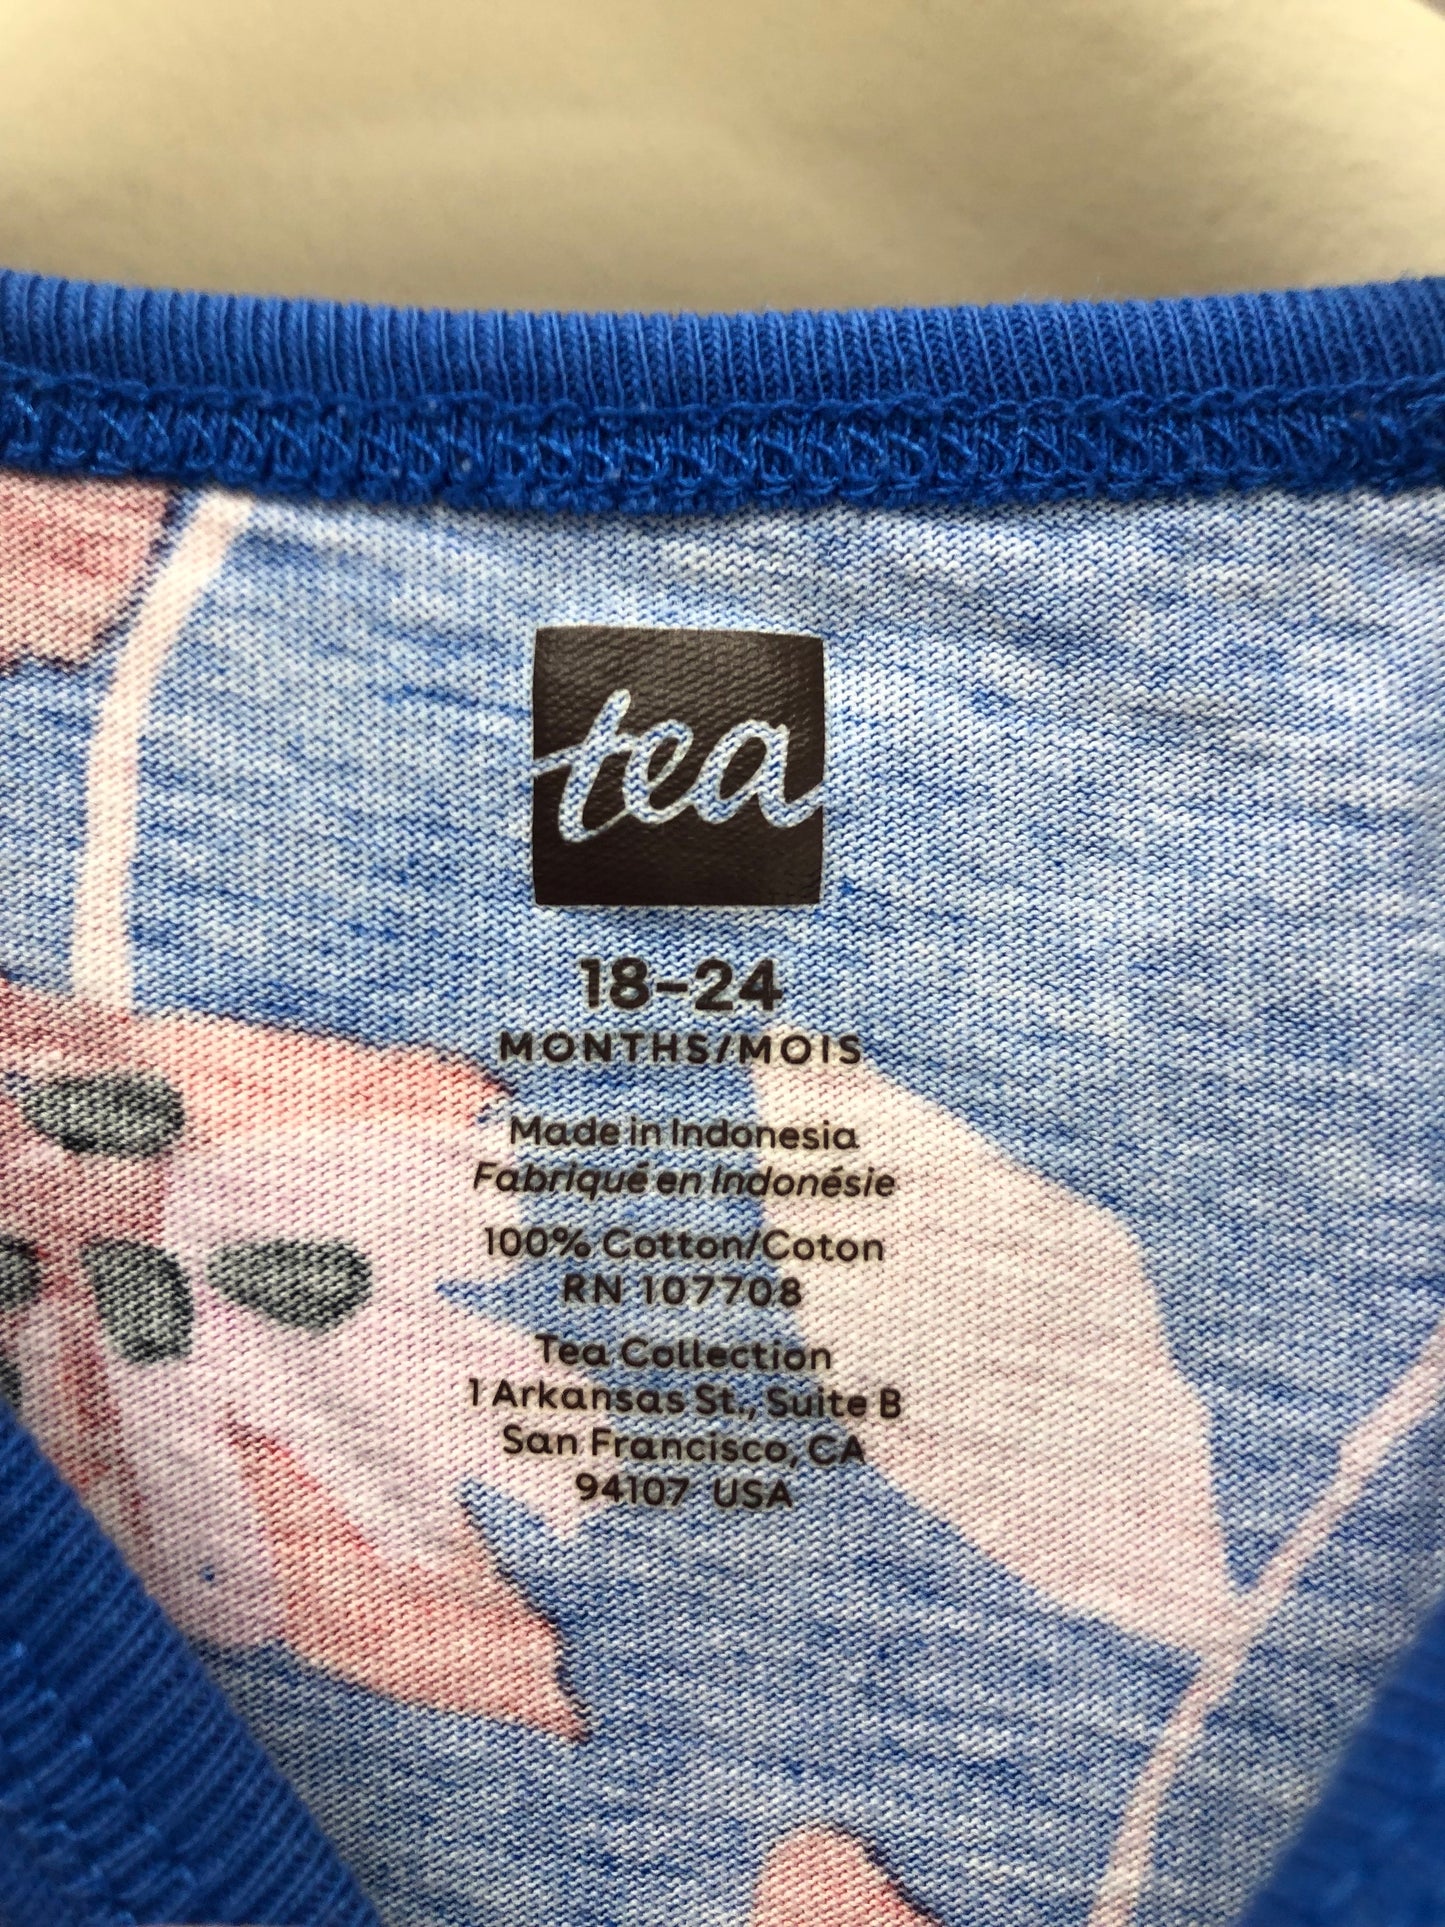 tea
18-24
MONTHS/MOIS
Made in Indonesia
Fabriqué en Indonésie
100% Cotton/Coton
RN 107708
Tea Collection
1 Arkansas St., Suite B
San Francisco, CA
94107 USA